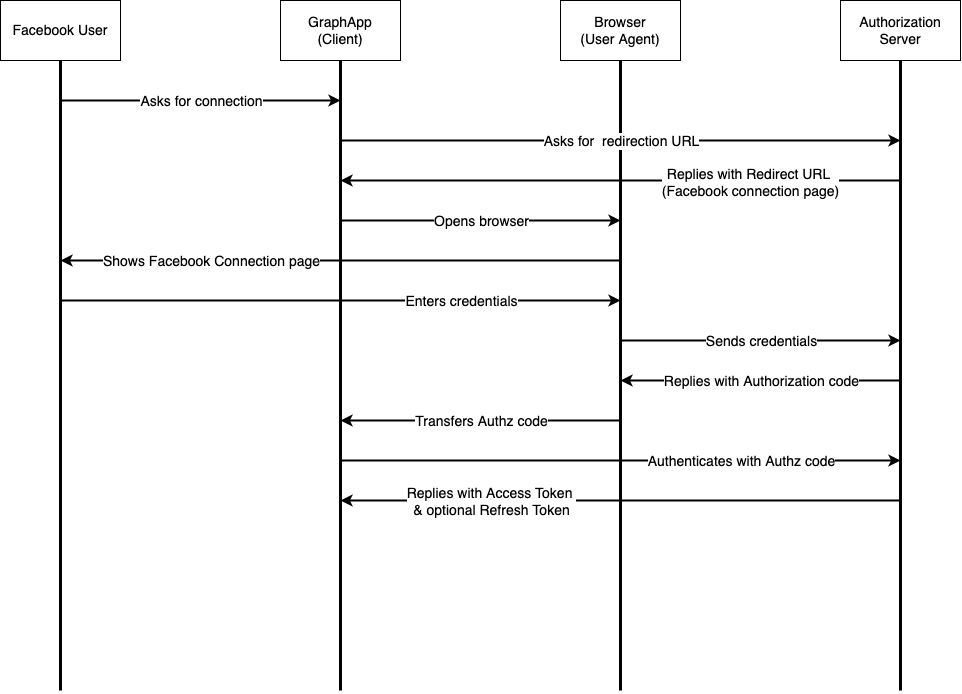 Facebook User
GraphApp
(Client)
Browser
(User Agent)
Authorization
Server
Asks for connection
Asks for  redirection URL
Replies with Redirect URL
(Facebook connection page)
Opens browser
Shows Facebook Connection page
Enters credentials
Sends credentials
Replies with Authorization code
Transfers Authz code
Authenticates with Authz code
Replies with Access Token
& optional Refresh Token